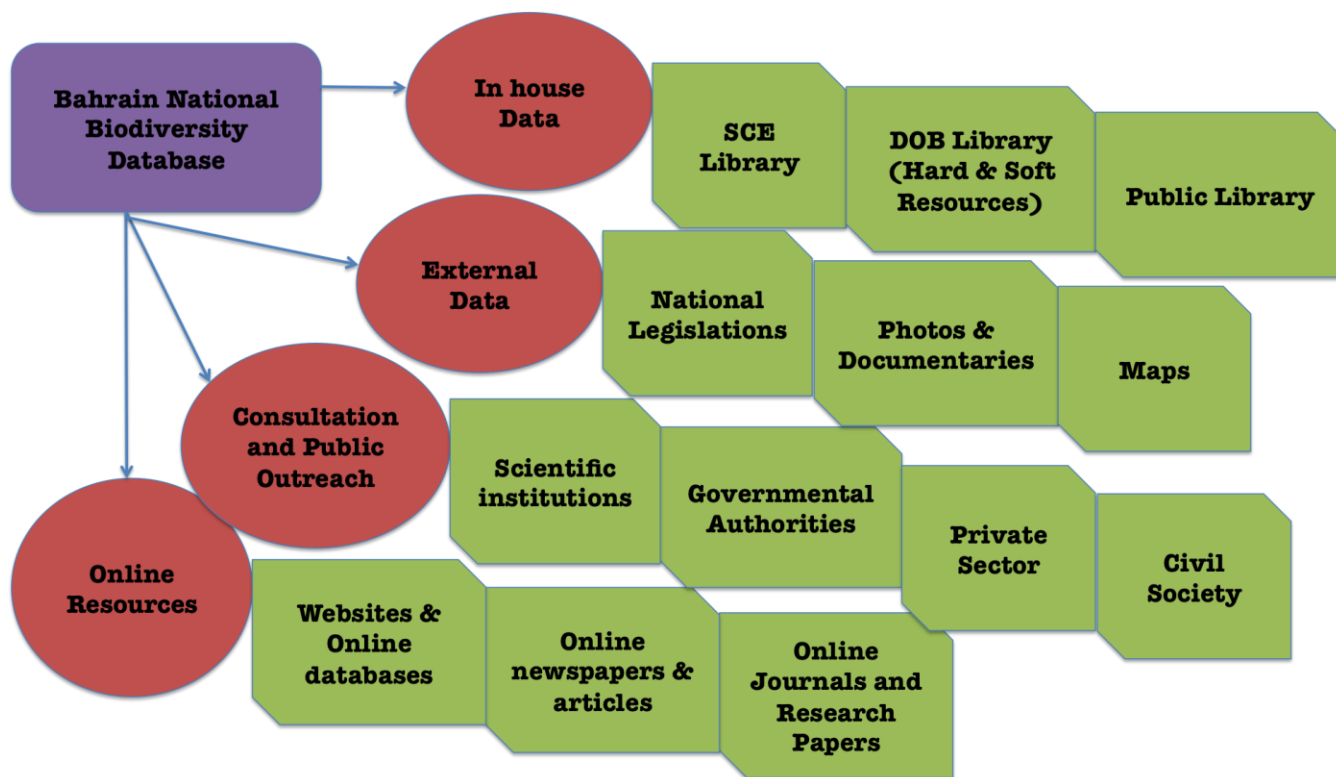 Bahrain National
Biodiversity
Database
In house
Data
SCE
Library
DOB Library
(Hard & Soft
Resources)
Public Library
External
Data
National
Legislations
Photos &
Documentaries
Maps
Consultation
and Public
Outreach
Scientific
institutions
Governmental
Authorities
Private
Sector
Civil
Society
Online
Resources
Websites &
Online
databases
Online
newspapers &
articles
Online
Journals and
Research
Papers